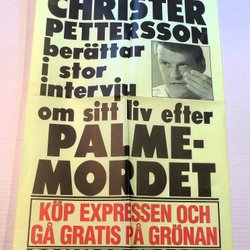 CHRISTER
PETTERSSON
berättar
i stor
intervju
om sitt liv efter
PALME-
MORDET
KÖP EXPRESSEN OCH
GÅ GRATIS PÅ GRÖNAN